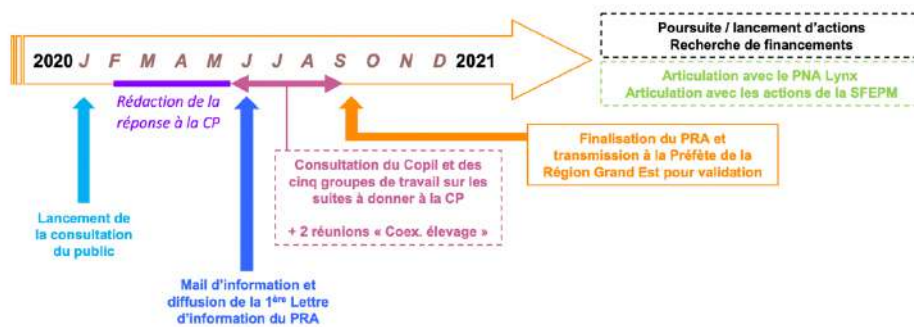 2020 J F M A M J J A S O N D 2021
Poursuite / lancement d'actions
Recherche de financements
Articulation avec le PNA Lynx
Articulation avec les actions de la SFEPM
Rédaction de la
réponse à la CP
Lancement de
la consultation
du public
Mail d'information et
diffusion de la 1ère Lettre
d'information du PRA
Consultation du Copil et des
cinq groupes de travail sur les
suites à donner à la CP
+ 2 réunions « Coex. élevage »
Finalisation du PRA et
transmission à la Préfète de la
Région Grand Est pour validation